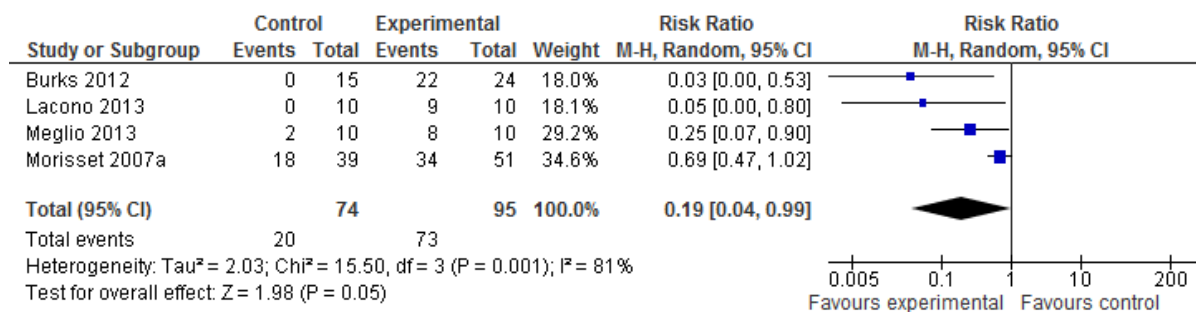 Control Experimental Risk Ratio Risk Ratio
Study or Subgroup Events Total Events Total Weight M-H, Random, 95% CI M-H, Random, 95% CI
Burks 2012 0 15 22 24 18.0% 0.03 [0.00, 0.53]
Lacono 2013 0 10 9 10 18.1% 0.05 [0.00, 0.80]
Meglio 2013 2 10 8 10 29.2% 0.25 [0.07, 0.90]
Morisset 2007a 18 39 34 51 34.6% 0.69 [0.47, 1.02]
Total (95% CI) 74 95 100.0% 0.19 [0.04, 0.99]
Total events 20 73
Heterogeneity: Tau² = 2.03; Chi² = 15.50, df = 3 (P = 0.001); I² = 81%
Test for overall effect: Z = 1.98 (P = 0.05)
0.005 0.1 1 10 200
Favours experimental Favours control